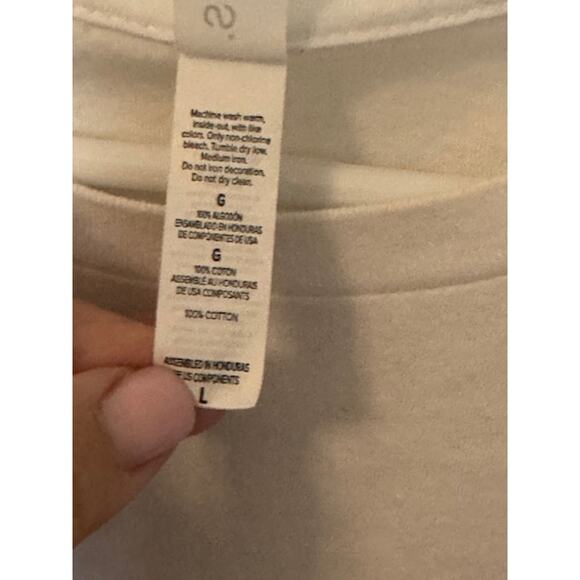 S.
Machine wash warm,
inside-out, with like
colors. Only non-chlorine
bleach. Tumble dry low.
Medium iron.
Do not iron decoration.
Do not dry clean.
G
100% ALGODÓN
ENSAMBLADO EN HONDURAS
DE COMPONENTES DE USA
G
100% COTON
ASSEMBLE AU HONDURAS
DE USA COMPOSANTS
100% COTTON
ASSEMBLED IN HONDURAS
US COMPONENTS
L